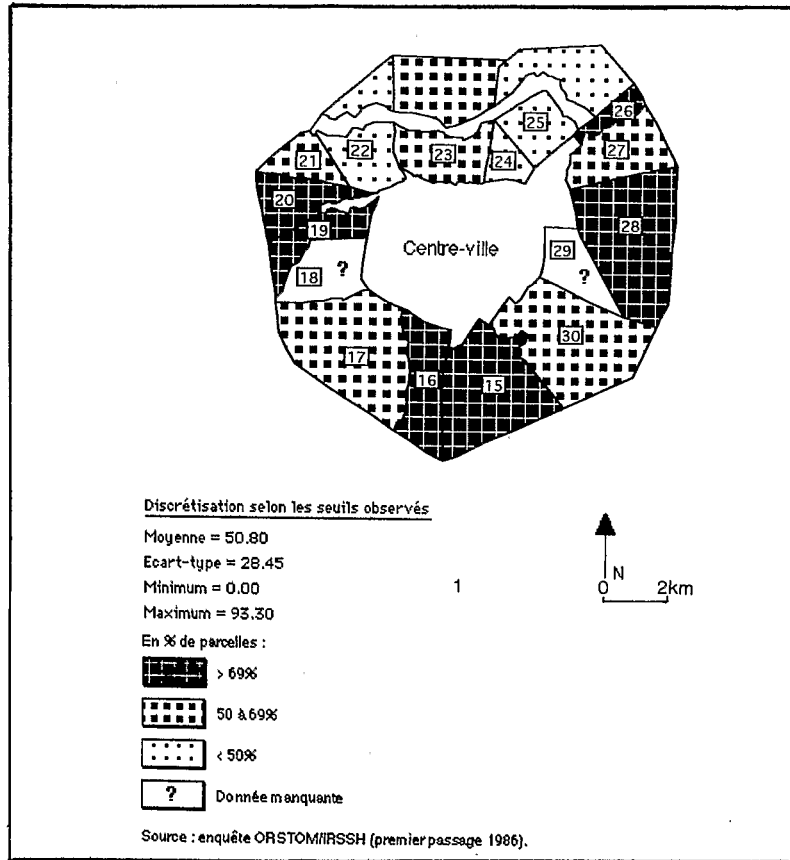 26
25
22
23
24
27
21
20
19
28
Centre-ville
29
18
?
?
30
17
16
15
Discrétisation selon les seuils observés
Moyenne = 50.80
Ecart-type = 28.45
Minimum = 0.00
1
N
0 2km
Maximum = 93.30
En % de parcelles :
> 69%
50 à 69%
< 50%
? Donnée manquante
Source : enquête ORSTOM/IRSSH (premier passage 1986).